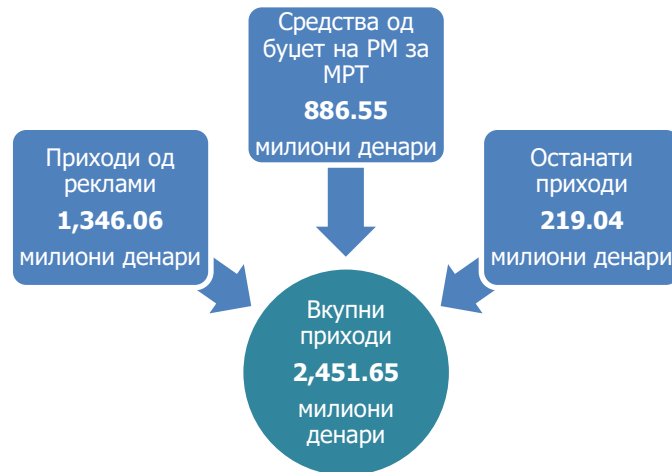 Средства од
буџет на РМ за
МРТ
886.55
милиони денари
Приходи од
реклами
1,346.06
милиони денари
Останати
приходи
219.04
милиони денари
Вкупни
приходи
2,451.65
милиони
денари